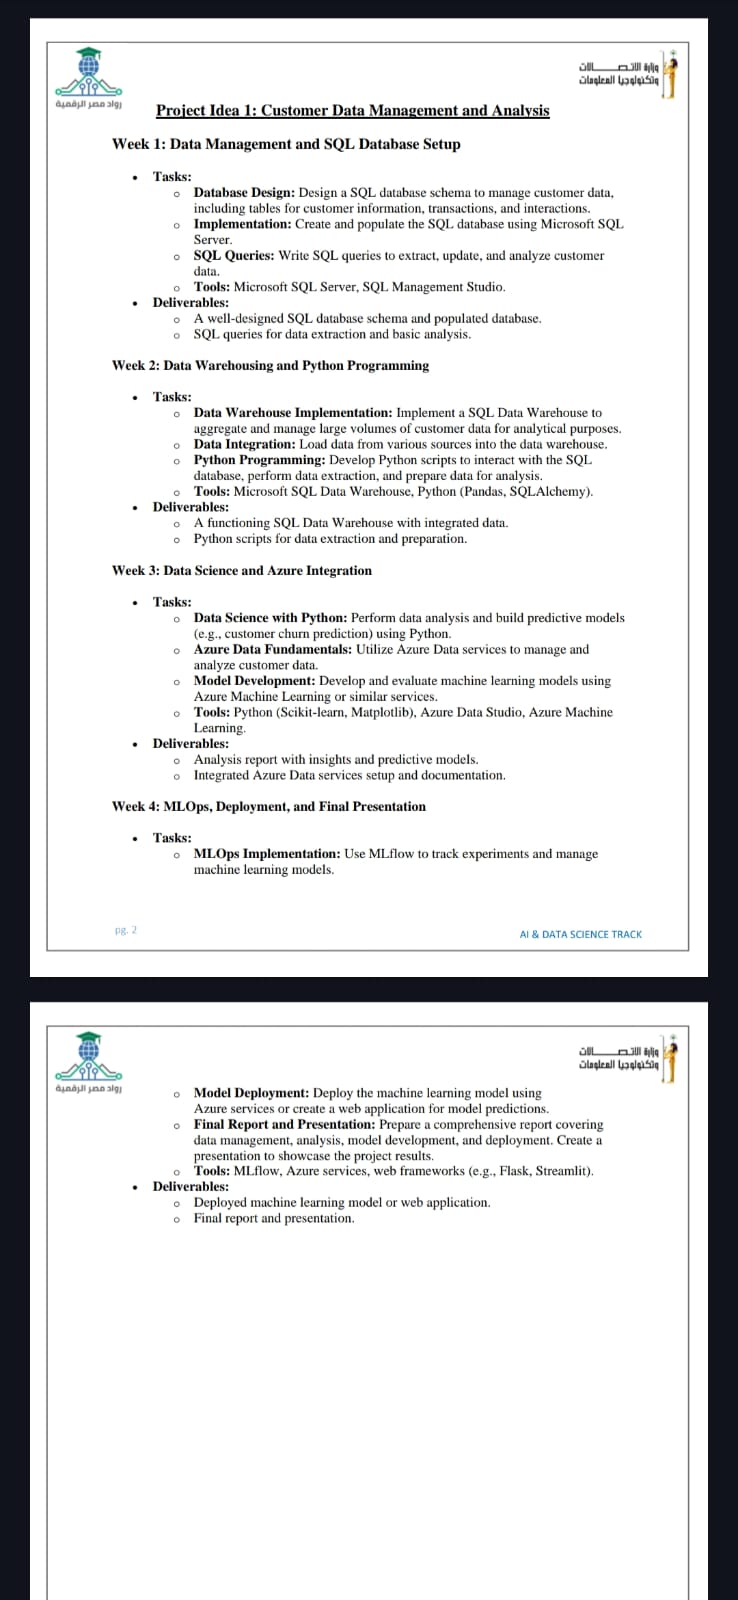 رواد مصر الرقمية
وزارة الاتصالات
وتكنولوجيا المعلومات
Project Idea 1: Customer Data Management and Analysis
Week 1: Data Management and SQL Database Setup
• Tasks:
o Database Design: Design a SQL database schema to manage customer data,
including tables for customer information, transactions, and interactions.
o Implementation: Create and populate the SQL database using Microsoft SQL
Server.
o SQL Queries: Write SQL queries to extract, update, and analyze customer
data.
o Tools: Microsoft SQL Server, SQL Management Studio.
• Deliverables:
o A well-designed SQL database schema and populated database.
o SQL queries for data extraction and basic analysis.
Week 2: Data Warehousing and Python Programming
• Tasks:
o Data Warehouse Implementation: Implement a SQL Data Warehouse to
aggregate and manage large volumes of customer data for analytical purposes.
o Data Integration: Load data from various sources into the data warehouse.
o Python Programming: Develop Python scripts to interact with the SQL
database, perform data extraction, and prepare data for analysis.
o Tools: Microsoft SQL Data Warehouse, Python (Pandas, SQLAlchemy).
• Deliverables:
o A functioning SQL Data Warehouse with integrated data.
o Python scripts for data extraction and preparation.
Week 3: Data Science and Azure Integration
• Tasks:
o Data Science with Python: Perform data analysis and build predictive models
(e.g., customer churn prediction) using Python.
o Azure Data Fundamentals: Utilize Azure Data services to manage and
analyze customer data.
o Model Development: Develop and evaluate machine learning models using
Azure Machine Learning or similar services.
o Tools: Python (Scikit-learn, Matplotlib), Azure Data Studio, Azure Machine
Learning.
• Deliverables:
o Analysis report with insights and predictive models.
o Integrated Azure Data services setup and documentation.
Week 4: MLOps, Deployment, and Final Presentation
• Tasks:
o MLOps Implementation: Use MLflow to track experiments and manage
machine learning models.
pg. 2
AI & DATA SCIENCE TRACK
رواد مصر الرقمية
وزارة الاتصالات
وتكنولوجيا المعلومات
o Model Deployment: Deploy the machine learning model using
Azure services or create a web application for model predictions.
o Final Report and Presentation: Prepare a comprehensive report covering
data management, analysis, model development, and deployment. Create a
presentation to showcase the project results.
o Tools: MLflow, Azure services, web frameworks (e.g., Flask, Streamlit).
• Deliverables:
o Deployed machine learning model or web application.
o Final report and presentation.